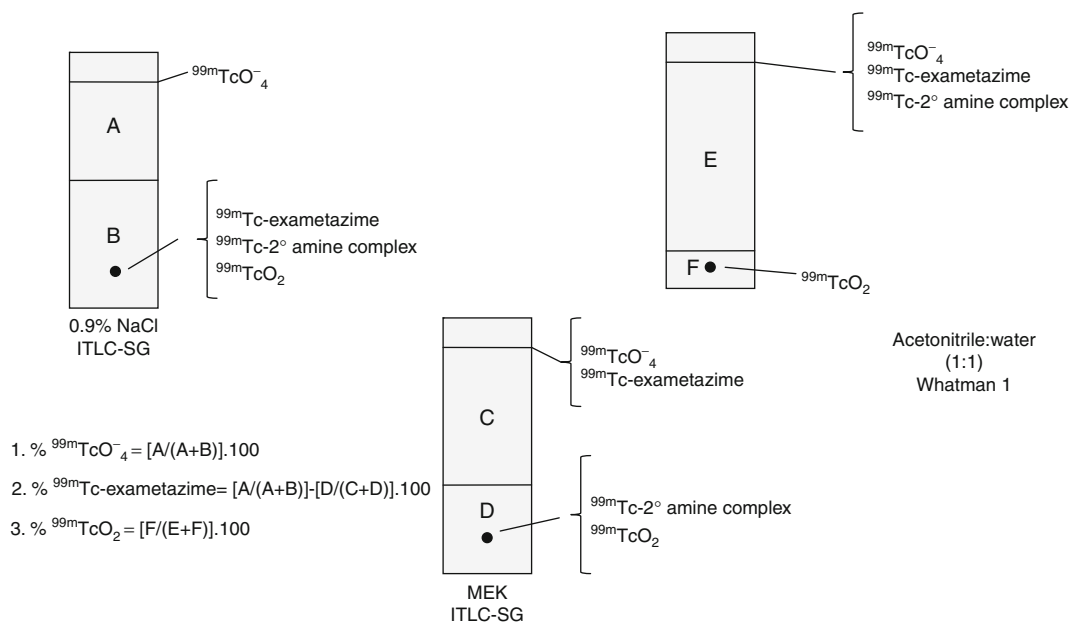 99mTcO⁻4
A
B
99mTc-exametazime
99mTc-2° amine complex
99mTcO2
0.9% NaCl
ITLC-SG
99mTcO⁻4
99mTc-exametazime
99mTc-2° amine complex
E
F
99mTcO2
Acetonitrile:water
(1:1)
Whatman 1
99mTcO⁻4
99mTc-exametazime
C
D
99mTc-2° amine complex
99mTcO2
MEK
ITLC-SG
1. % 99mTcO⁻4 = [A/(A+B)].100
2. % 99mTc-exametazime= [A/(A+B)]-[D/(C+D)].100
3. % 99mTcO2 = [F/(E+F)].100